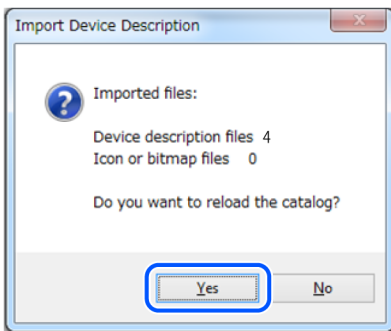 Import Device Description
Imported files:
Device description files 4
Icon or bitmap files 0
Do you want to reload the catalog?
Yes No